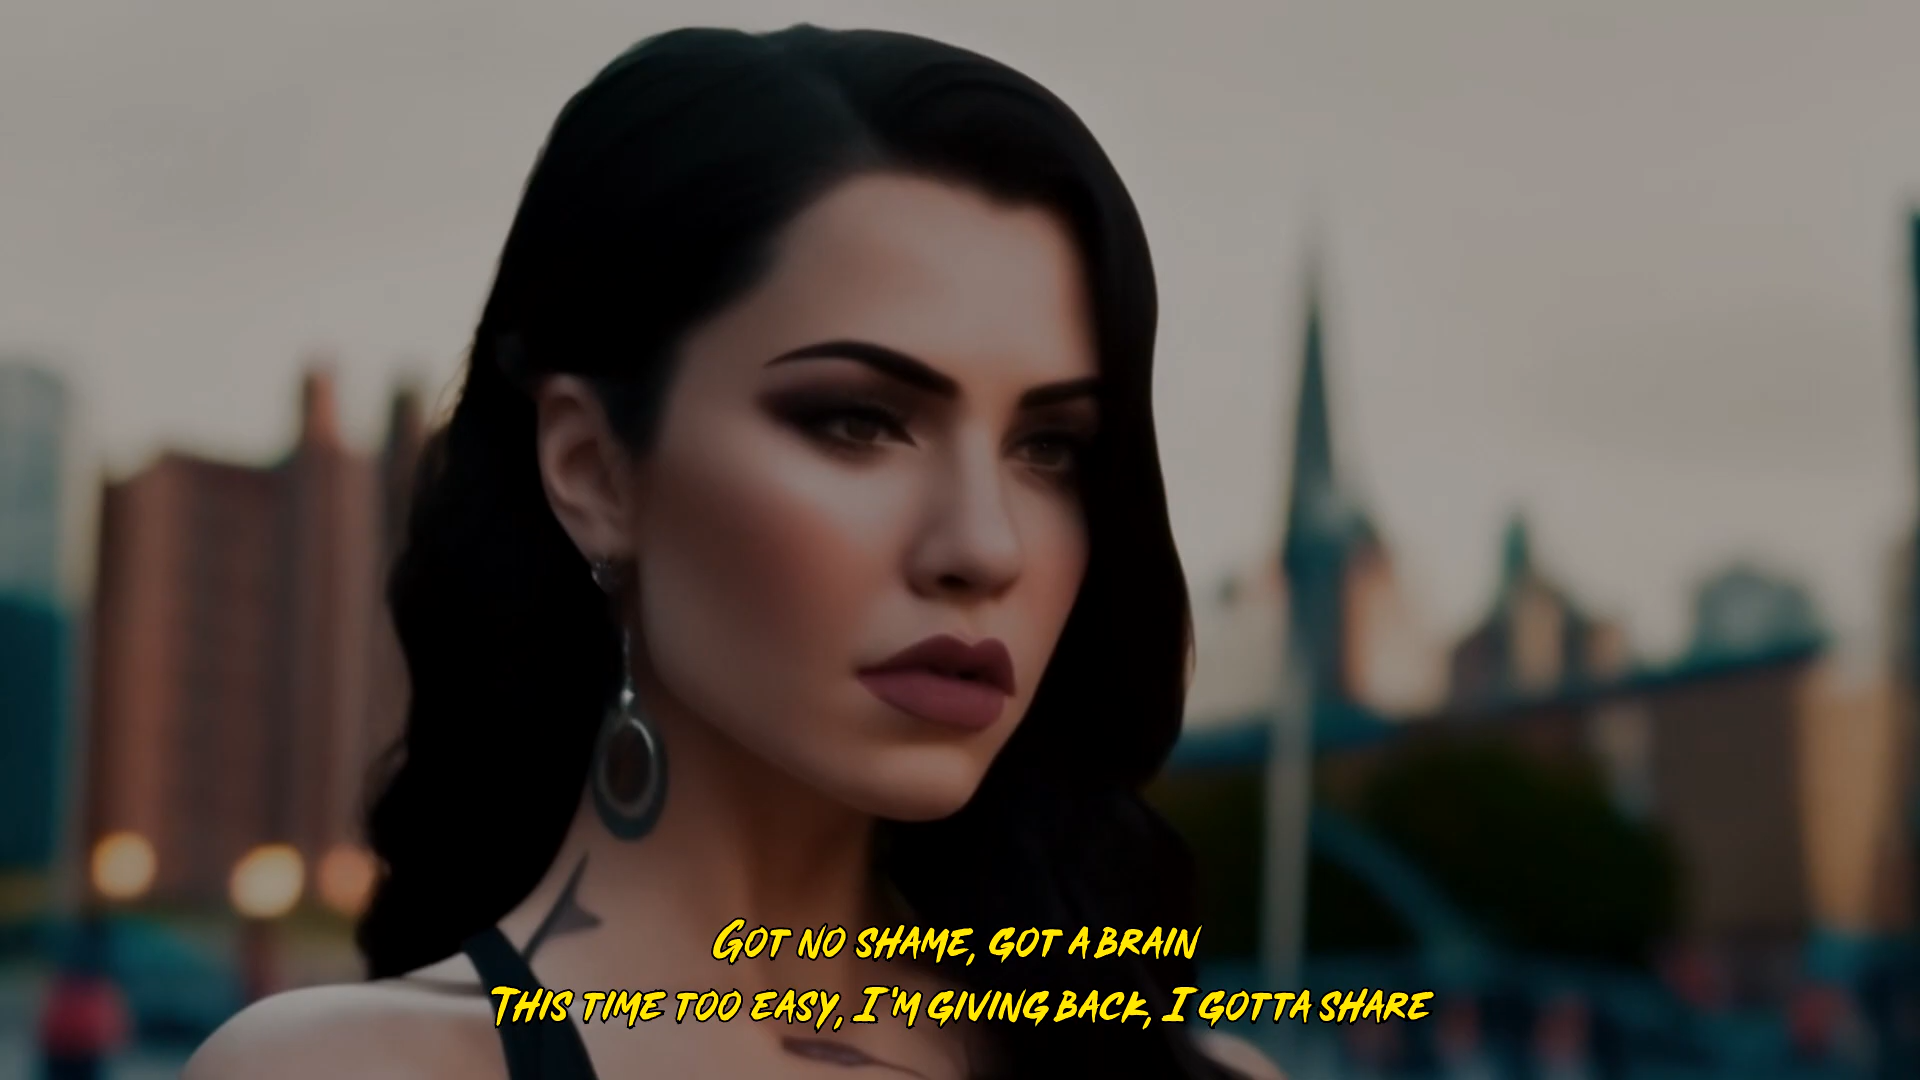 Got no shame, got a brain
This time too easy, I'm giving back, I gotta share